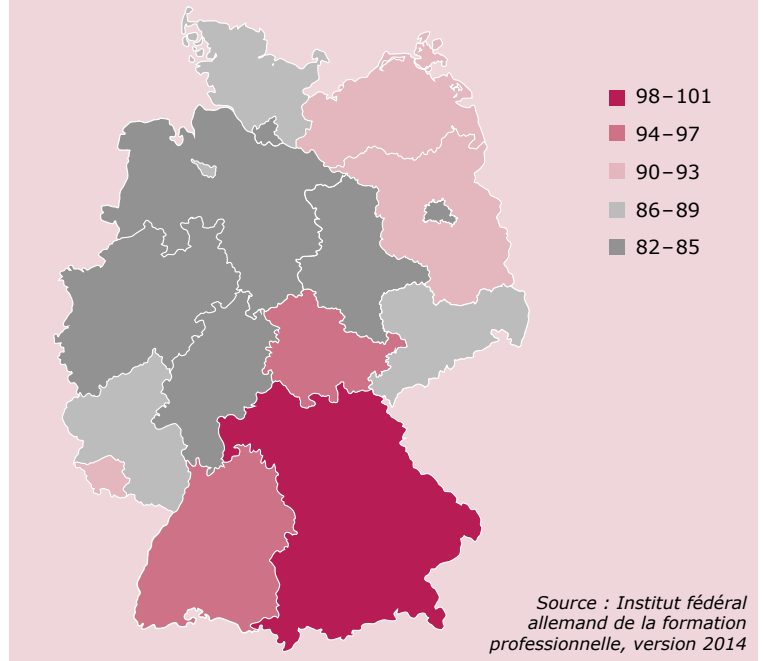 98–101
94–97
90–93
86–89
82–85
Source : Institut fédéral
allemand de la formation
professionnelle, version 2014